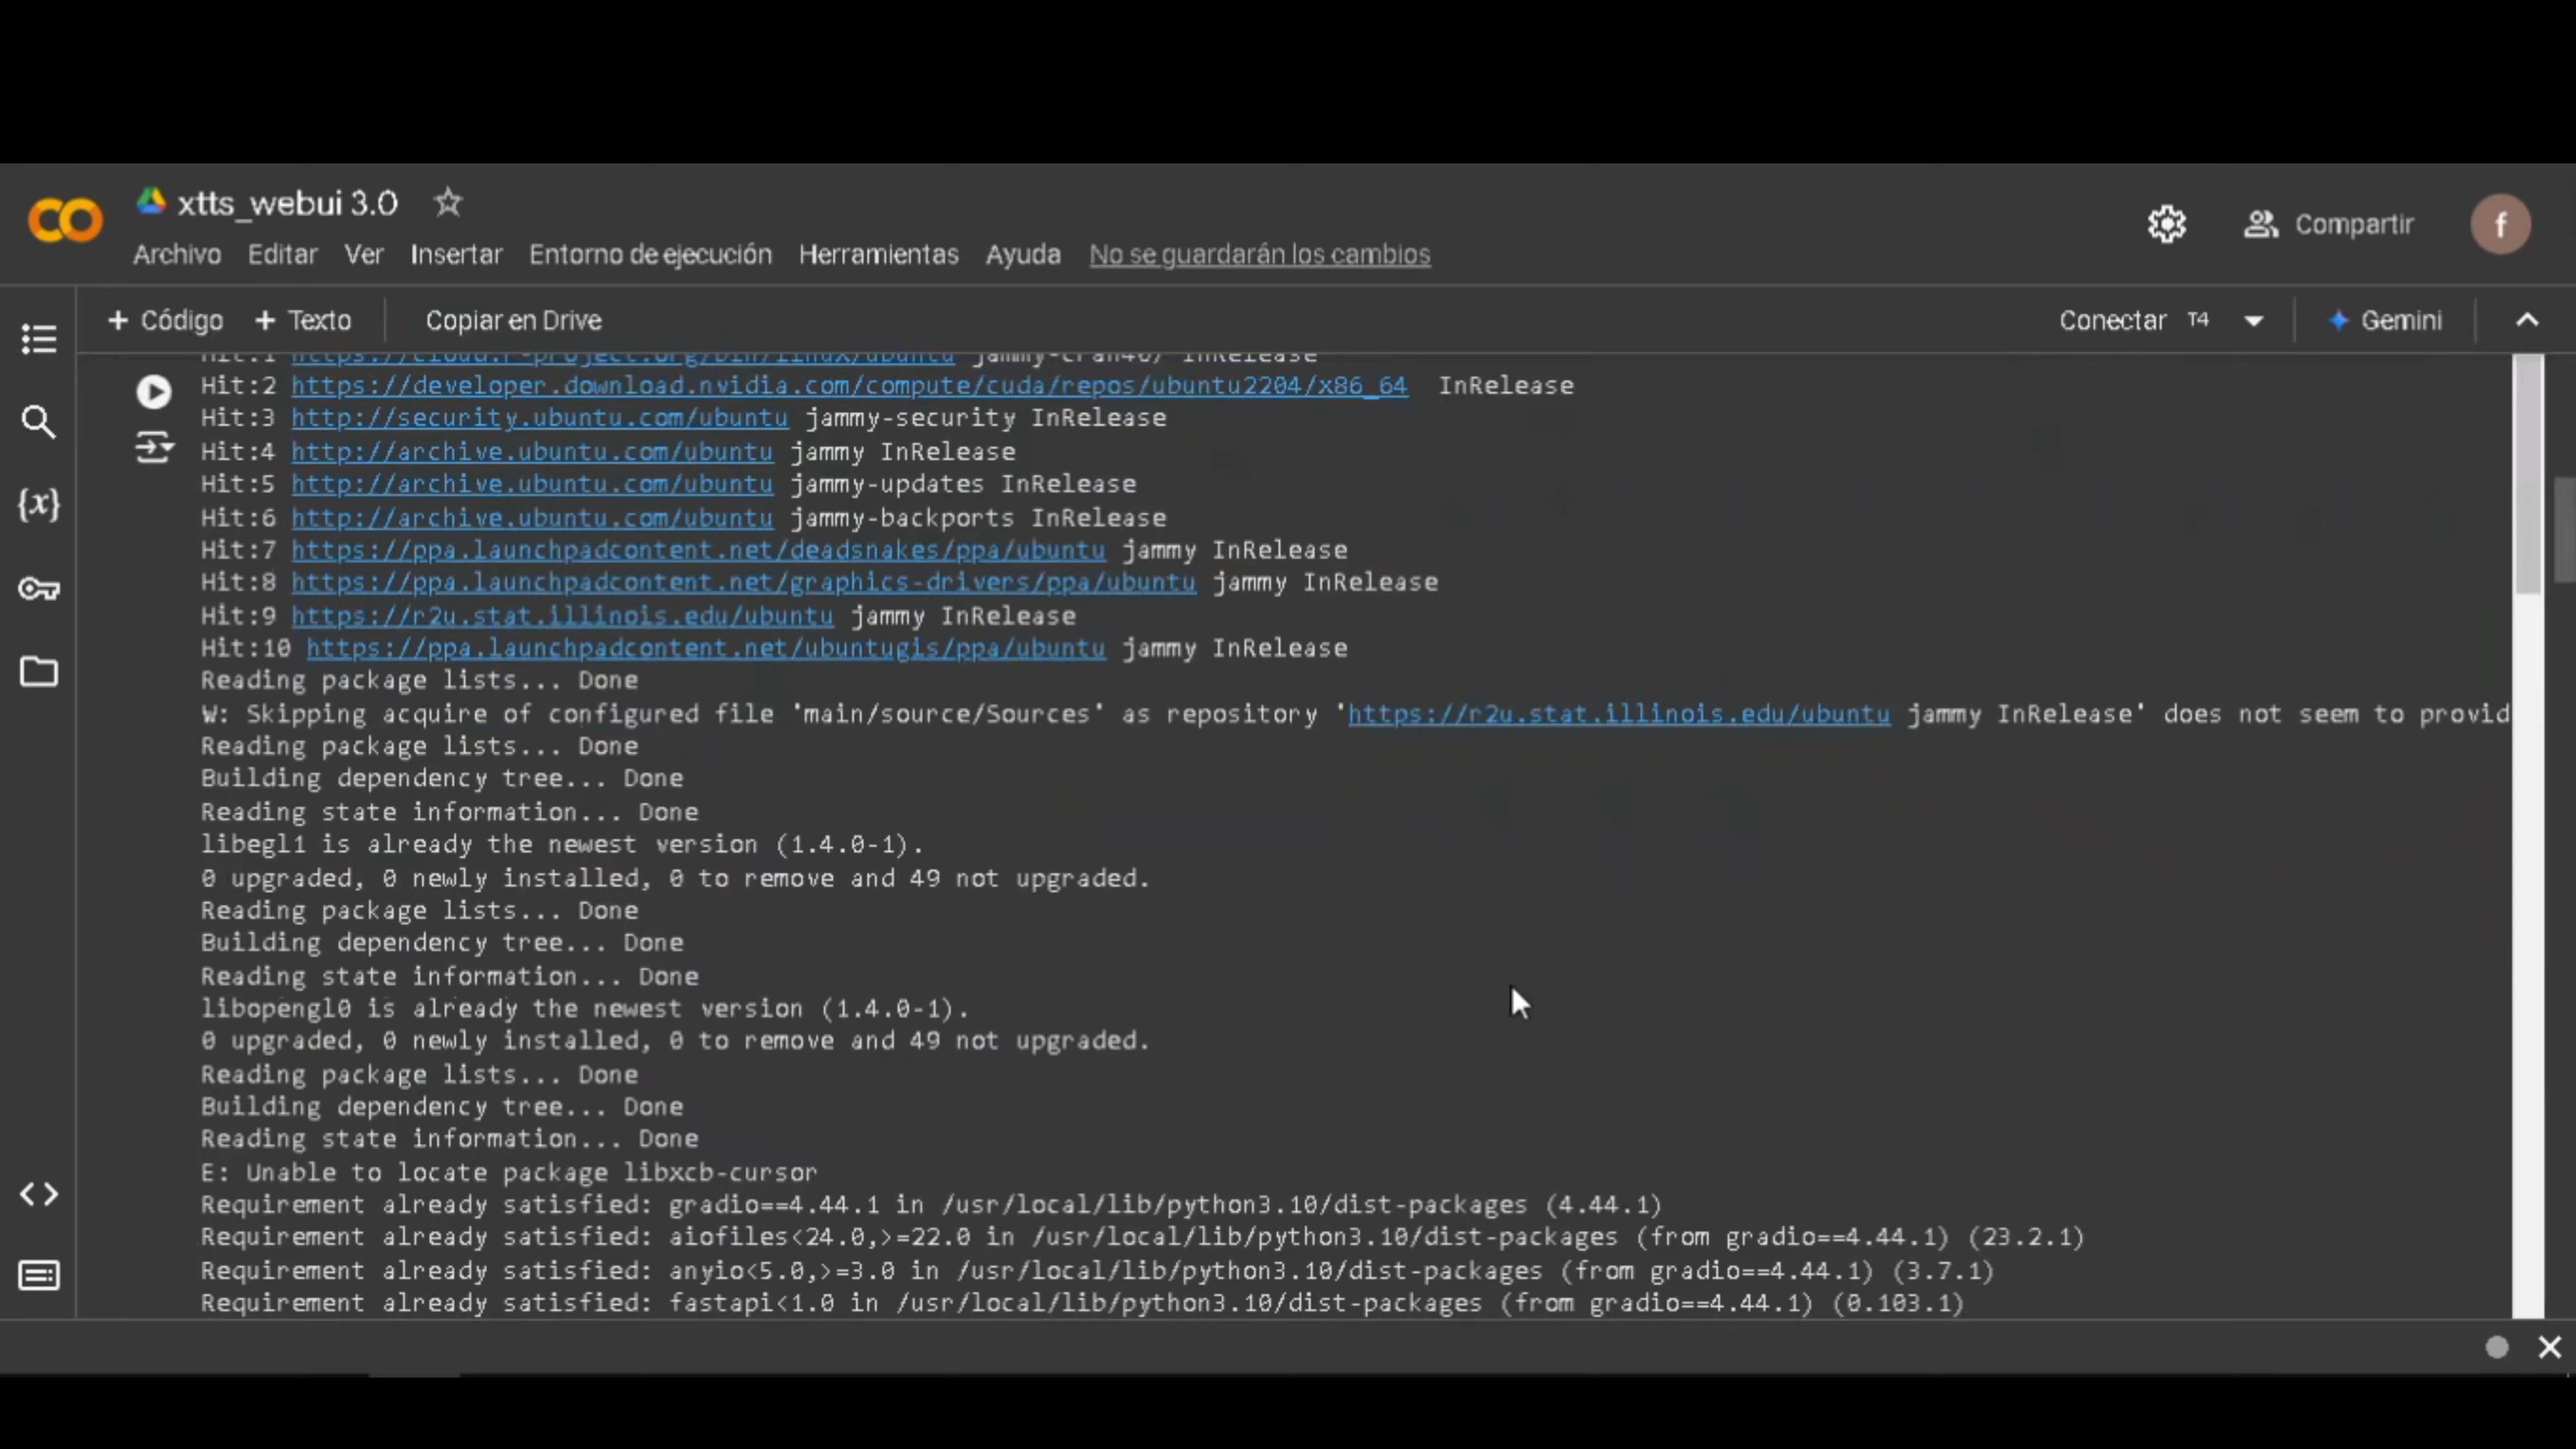 xtts_webui 3.0
Archivo Editar Ver Insertar Entorno de ejecución Herramientas Ayuda No se guardarán los cambios
Compartir
f
+ Código + Texto Copiar en Drive
Conectar T4 Gemini
Hit:1 https://cloud.r-project.org/bin/linux/ubuntu jammy-cran40/ InRelease
Hit:2 https://developer.download.nvidia.com/compute/cuda/repos/ubuntu2204/x86_64 InRelease
Hit:3 http://security.ubuntu.com/ubuntu jammy-security InRelease
Hit:4 http://archive.ubuntu.com/ubuntu jammy InRelease
Hit:5 http://archive.ubuntu.com/ubuntu jammy-updates InRelease
Hit:6 http://archive.ubuntu.com/ubuntu jammy-backports InRelease
Hit:7 https://ppa.launchpadcontent.net/deadsnakes/ppa/ubuntu jammy InRelease
Hit:8 https://ppa.launchpadcontent.net/graphics-drivers/ppa/ubuntu jammy InRelease
Hit:9 https://r2u.stat.illinois.edu/ubuntu jammy InRelease
Hit:10 https://ppa.launchpadcontent.net/ubuntugis/ppa/ubuntu jammy InRelease
Reading package lists... Done
W: Skipping acquire of configured file 'main/source/Sources' as repository 'https://r2u.stat.illinois.edu/ubuntu jammy InRelease' does not seem to provid
Reading package lists... Done
Building dependency tree... Done
Reading state information... Done
libegl1 is already the newest version (1.4.0-1).
0 upgraded, 0 newly installed, 0 to remove and 49 not upgraded.
Reading package lists... Done
Building dependency tree... Done
Reading state information... Done
libopengl0 is already the newest version (1.4.0-1).
0 upgraded, 0 newly installed, 0 to remove and 49 not upgraded.
Reading package lists... Done
Building dependency tree... Done
Reading state information... Done
E: Unable to locate package libxcb-cursor
Requirement already satisfied: gradio==4.44.1 in /usr/local/lib/python3.10/dist-packages (4.44.1)
Requirement already satisfied: aiofiles<24.0,>=22.0 in /usr/local/lib/python3.10/dist-packages (from gradio==4.44.1) (23.2.1)
Requirement already satisfied: anyio<5.0,>=3.0 in /usr/local/lib/python3.10/dist-packages (from gradio==4.44.1) (3.7.1)
Requirement already satisfied: fastapi<1.0 in /usr/local/lib/python3.10/dist-packages (from gradio==4.44.1) (0.103.1)